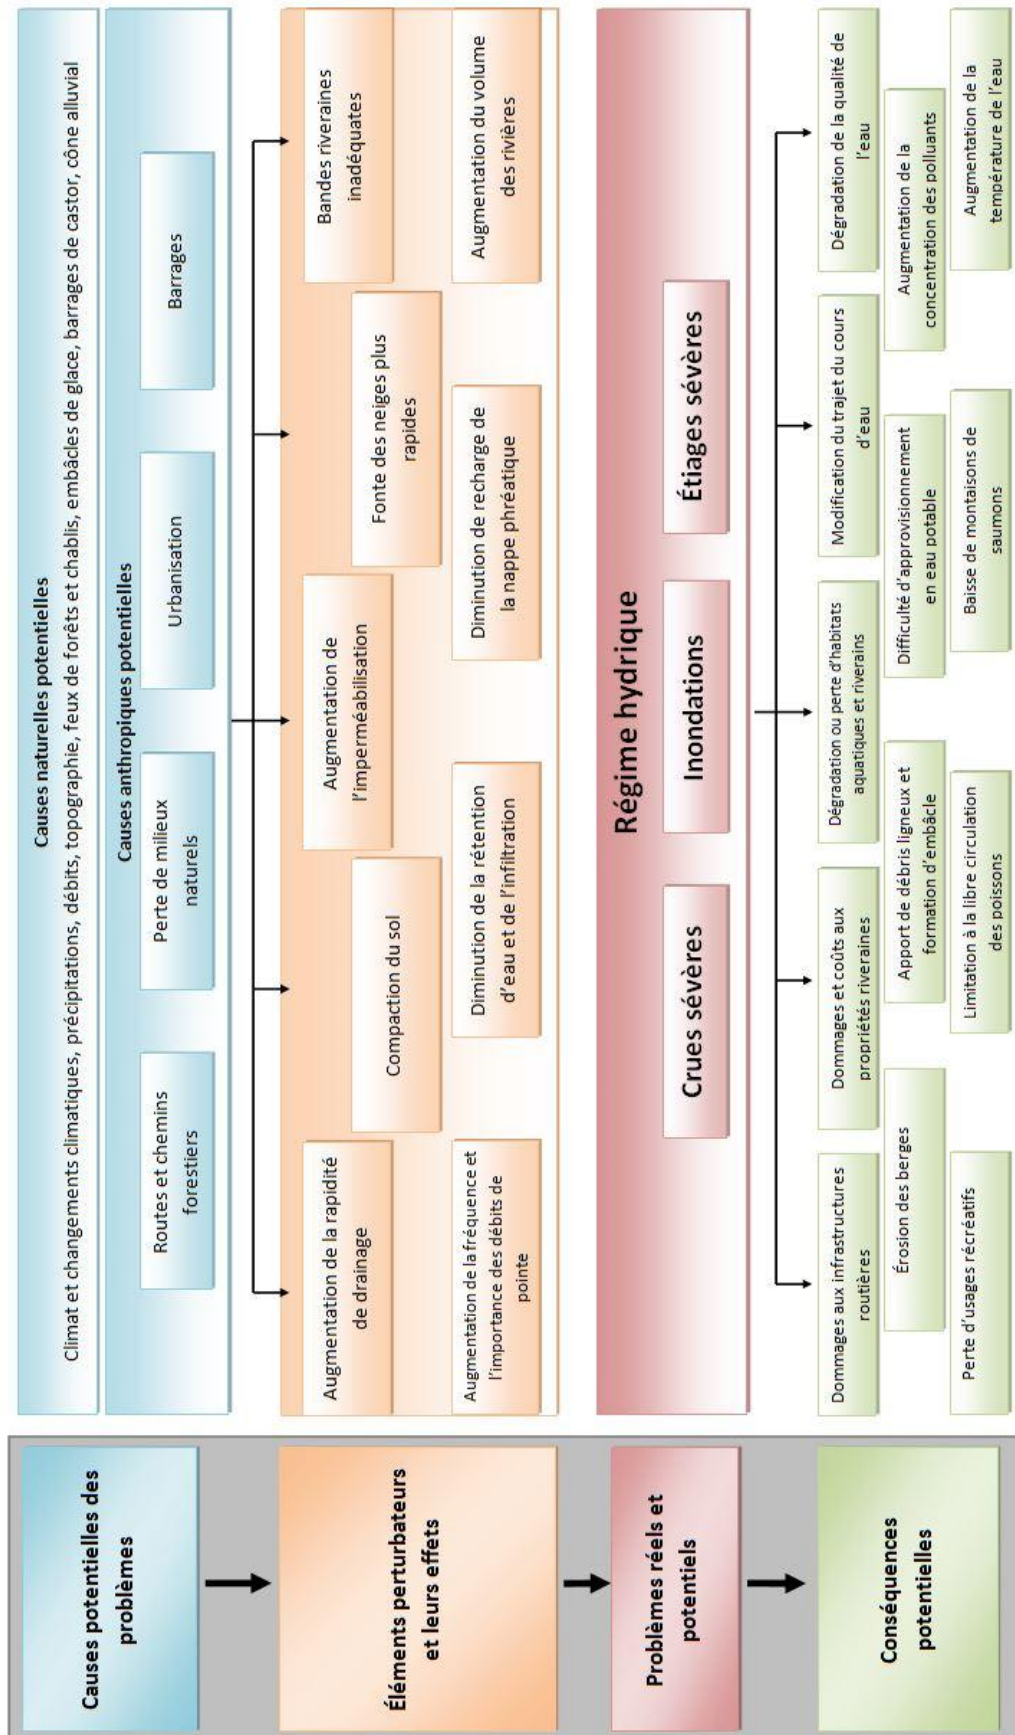 Causes potentielles des
problèmes
Causes naturelles potentielles
Climat et changements climatiques, précipitations, débits, topographie, feux de forêts et chablis, embâcles de glace, barrages de castor, cône alluvial
Causes anthropiques potentielles
Routes et chemins
forestiers
Perte de milieux
naturels
Urbanisation
Barrages
Éléments perturbateurs
et leurs effets
Augmentation de la rapidité
de drainage
Compaction du sol
Augmentation de
l'imperméabilisation
Fonte des neiges plus
rapides
Bandes riveraines
inadéquates
Augmentation de la fréquence et
l'importance des débits de
pointe
Diminution de la rétention
d'eau et de l'infiltration
Diminution de recharge de
la nappe phréatique
Augmentation du volume
des rivières
Problèmes réels et
potentiels
Régime hydrique
Crues sévères
Inondations
Étiages sévères
Conséquences
potentielles
Dommages aux infrastructures
routières
Dommages et coûts aux
propriétés riveraines
Dégradation ou perte d'habitats
aquatiques et riverains
Modification du trajet du cours
d'eau
Dégradation de la qualité de
l'eau
Érosion des berges
Apport de débris ligneux et
formation d'embâcle
Difficulté d'approvisionnement
en eau potable
Augmentation de la
concentration des polluants
Perte d'usages récréatifs
Limitation à la libre circulation
des poissons
Baisse de montaisons de
saumons
Augmentation de la
température de l'eau